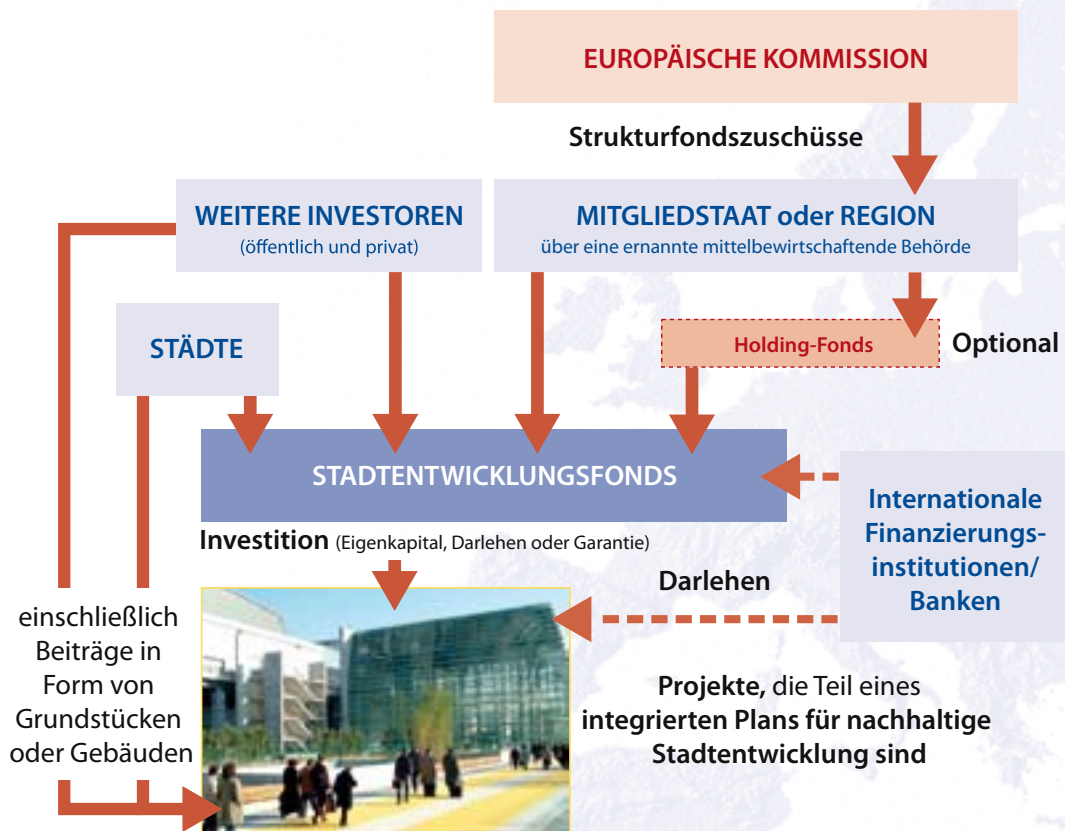 EUROPÄISCHE KOMMISSION
Strukturfondszuschüsse
WEITERE INVESTOREN
(öffentlich und privat)
MITGLIEDSTAAT oder REGION
über eine ernannte mittelbewirtschaftende Behörde
STÄDTE
Holding-Fonds
Optional
STADTENTWICKLUNGSFONDS
Internationale
Finanzierungs-
institutionen/
Banken
Investition (Eigenkapital, Darlehen oder Garantie)
Darlehen
einschließlich
Beiträge in
Form von
Grundstücken
oder Gebäuden
Projekte, die Teil eines
integrierten Plans für nachhaltige
Stadtentwicklung sind